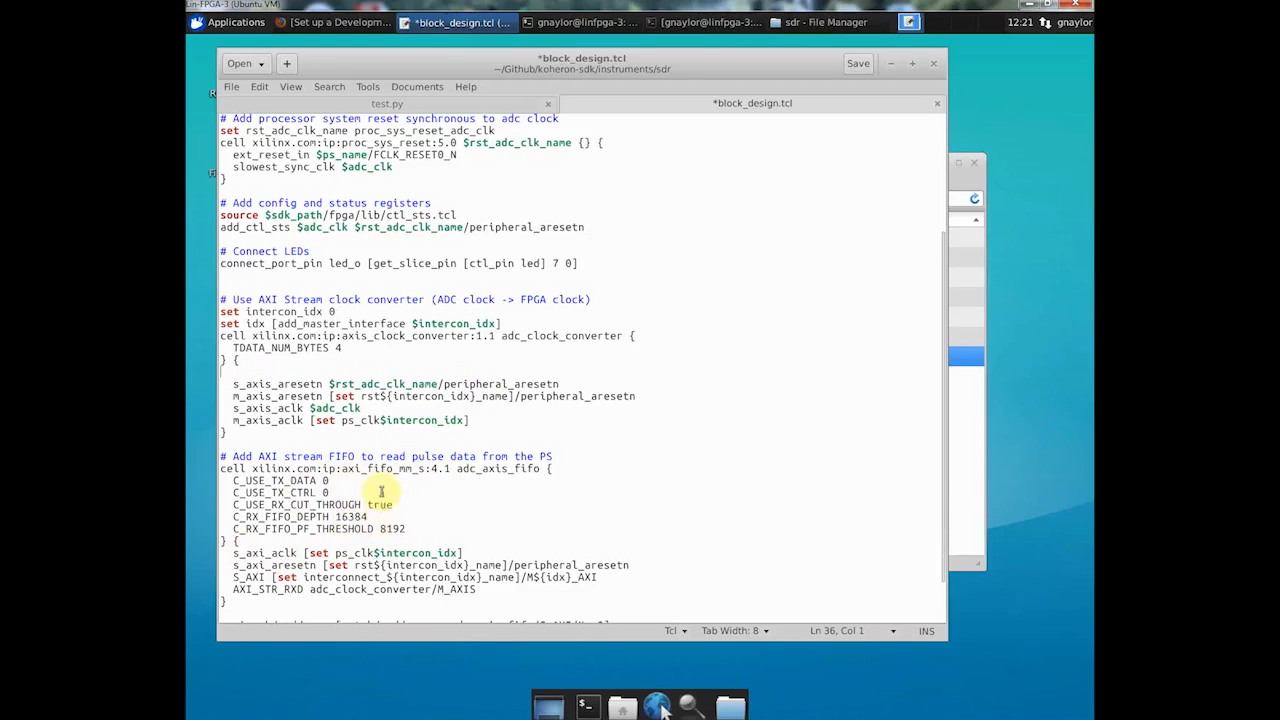 Lin-FPGA-3 (Ubuntu VM)
Applications
[Set up a Developm...
*block_design.tcl (...
gnaylor@linfpga-3: ...
[gnaylor@linfpga-3:...
sdr - File Manager
12:21
gnaylor
Open
*block_design.tcl
~/Github/koheron-sdk/instruments/sdr
Save
File Edit View Search Tools Documents Help
test.py
*block_design.tcl
# Add processor system reset synchronous to adc clock
set rst_adc_clk_name proc_sys_reset_adc_clk
cell xilinx.com:ip:proc_sys_reset:5.0 $rst_adc_clk_name {} {
ext_reset_in $ps_name/FCLK_RESET0_N
slowest_sync_clk $adc_clk
}
# Add config and status registers
source $sdk_path/fpga/lib/ctl_sts.tcl
add_ctl_sts $adc_clk $rst_adc_clk_name/peripheral_aresetn
# Connect LEDs
connect_port_pin led_o [get_slice_pin [ctl_pin led] 7 0]
# Use AXI Stream clock converter (ADC clock -> FPGA clock)
set intercon_idx 0
set idx [add_master_interface $intercon_idx]
cell xilinx.com:ip:axis_clock_converter:1.1 adc_clock_converter {
TDATA_NUM_BYTES 4
} {
s_axis_aresetn $rst_adc_clk_name/peripheral_aresetn
m_axis_aresetn [set rst${intercon_idx}_name]/peripheral_aresetn
s_axis_aclk $adc_clk
m_axis_aclk [set ps_clk$intercon_idx]
}
# Add AXI stream FIFO to read pulse data from the PS
cell xilinx.com:ip:axi_fifo_mm_s:4.1 adc_axis_fifo {
C_USE_TX_DATA 0
C_USE_TX_CTRL 0
C_USE_RX_CUT_THROUGH true
C_RX_FIFO_DEPTH 16384
C_RX_FIFO_PF_THRESHOLD 8192
} {
s_axi_aclk [set ps_clk$intercon_idx]
s_axi_aresetn [set rst${intercon_idx}_name]/peripheral_aresetn
S_AXI [set interconnect_${intercon_idx}_name]/M${idx}_AXI
AXI_STR_RXD adc_clock_converter/M_AXIS
}
Tcl
Tab Width: 8
Ln 36, Col 1
INS